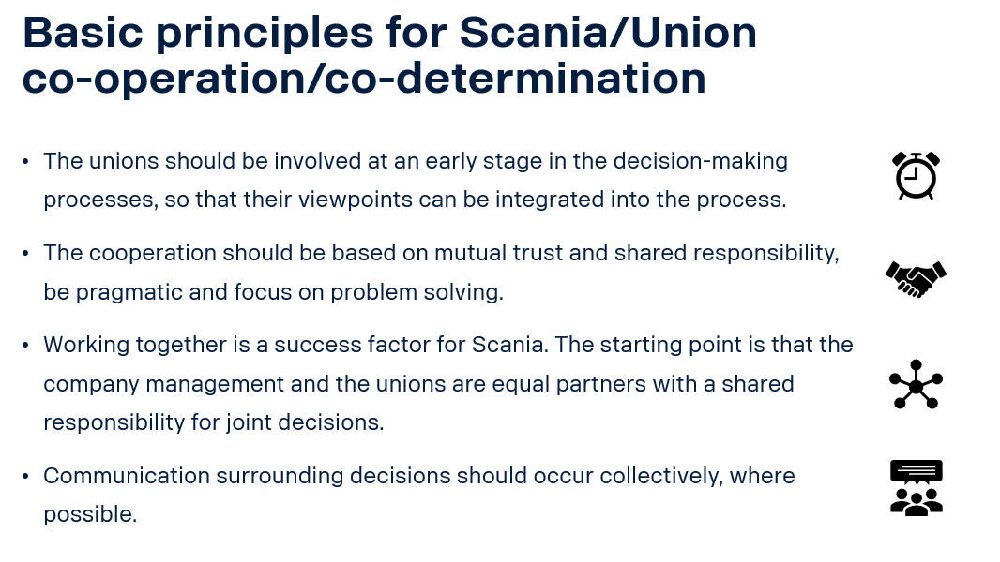 Basic principles for Scania/Union
co-operation/co-determination
• The unions should be involved at an early stage in the decision-making
processes, so that their viewpoints can be integrated into the process.
• The cooperation should be based on mutual trust and shared responsibility,
be pragmatic and focus on problem solving.
• Working together is a success factor for Scania. The starting point is that the
company management and the unions are equal partners with a shared
responsibility for joint decisions.
• Communication surrounding decisions should occur collectively, where
possible.